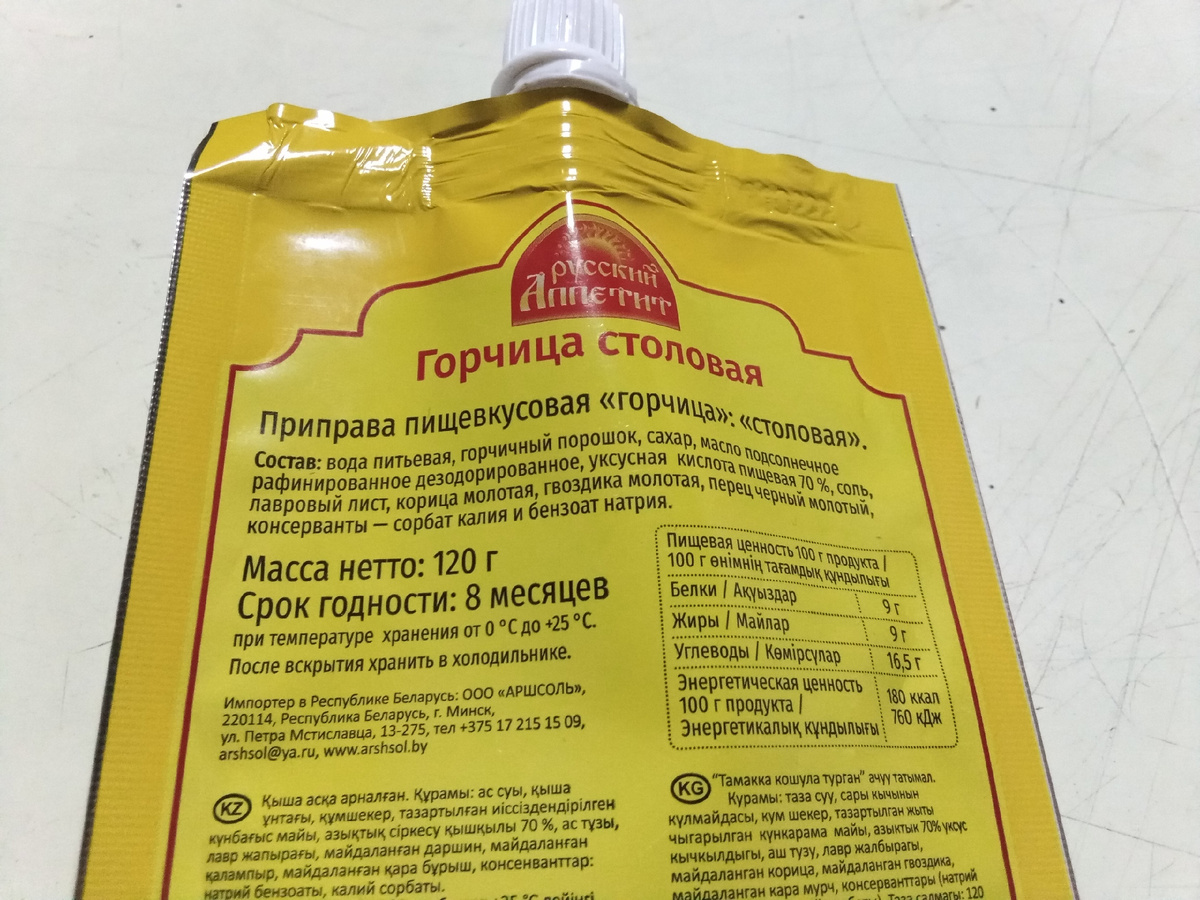 русский
Аппетит
Горчица столовая
Приправа пищевкусовая «горчица»: «столовая».
Состав: вода питьевая, горчичный порошок, сахар, масло подсолнечное
рафинированное дезодорированное, уксусная кислота пищевая 70 %, соль,
лавровый лист, корица молотая, гвоздика молотая, перец черный молотый,
консерванты — сорбат калия и бензоат натрия.
Масса нетто: 120 г
Срок годности: 8 месяцев
при температуре хранения от 0 °С до +25 °С.
После вскрытия хранить в холодильнике.
Импортер в Республике Беларусь: ООО «АРШСОЛЬ»,
220114, Республика Беларусь, г. Минск,
ул. Петра Мстиславца, 13-275, тел +375 17 215 15 09,
arshsol@ya.ru, www.arshsol.by
Пищевая ценность 100 г продукта /
100 г өнімнің тағамдық құндылығы
Белки / Ақуыздар 9 г
Жиры / Майлар 9 г
Углеводы / Көмірсулар 16,5 г
Энергетическая ценность
100 г продукта /
Энергетикалық құндылығы
180 ккал
760 кДж
KZ Қыша асқа арналған. Құрамы: ас суы, қыша
ұнтағы, құмшекер, тазартылған иіссіздендірілген
күнбағыс майы, азықтық сіркесу қышқылы 70 %, ас тұзы,
лавр жапырағы, майдаланған даршин, майдаланған
қалампыр, майдаланған қара бұрыш, консенванттар:
натрий бензоаты, калий сорбаты.
25 °С дейінгі
KG "Тамакка кошула турган" ачуу татымал.
Курамы: таза суу, сары кычынын
күлмайдасы, кум шекер, тазартылган жыты
чыгарылган күнкарама майы, азыктык 70% уксус
кычкылдыгы, аш тузу, лавр жалбырагы,
майдаланган корица, майдаланган гвоздика,
майдаланган кара мурч, консерванттары (натрий
Таза салмагы: 120